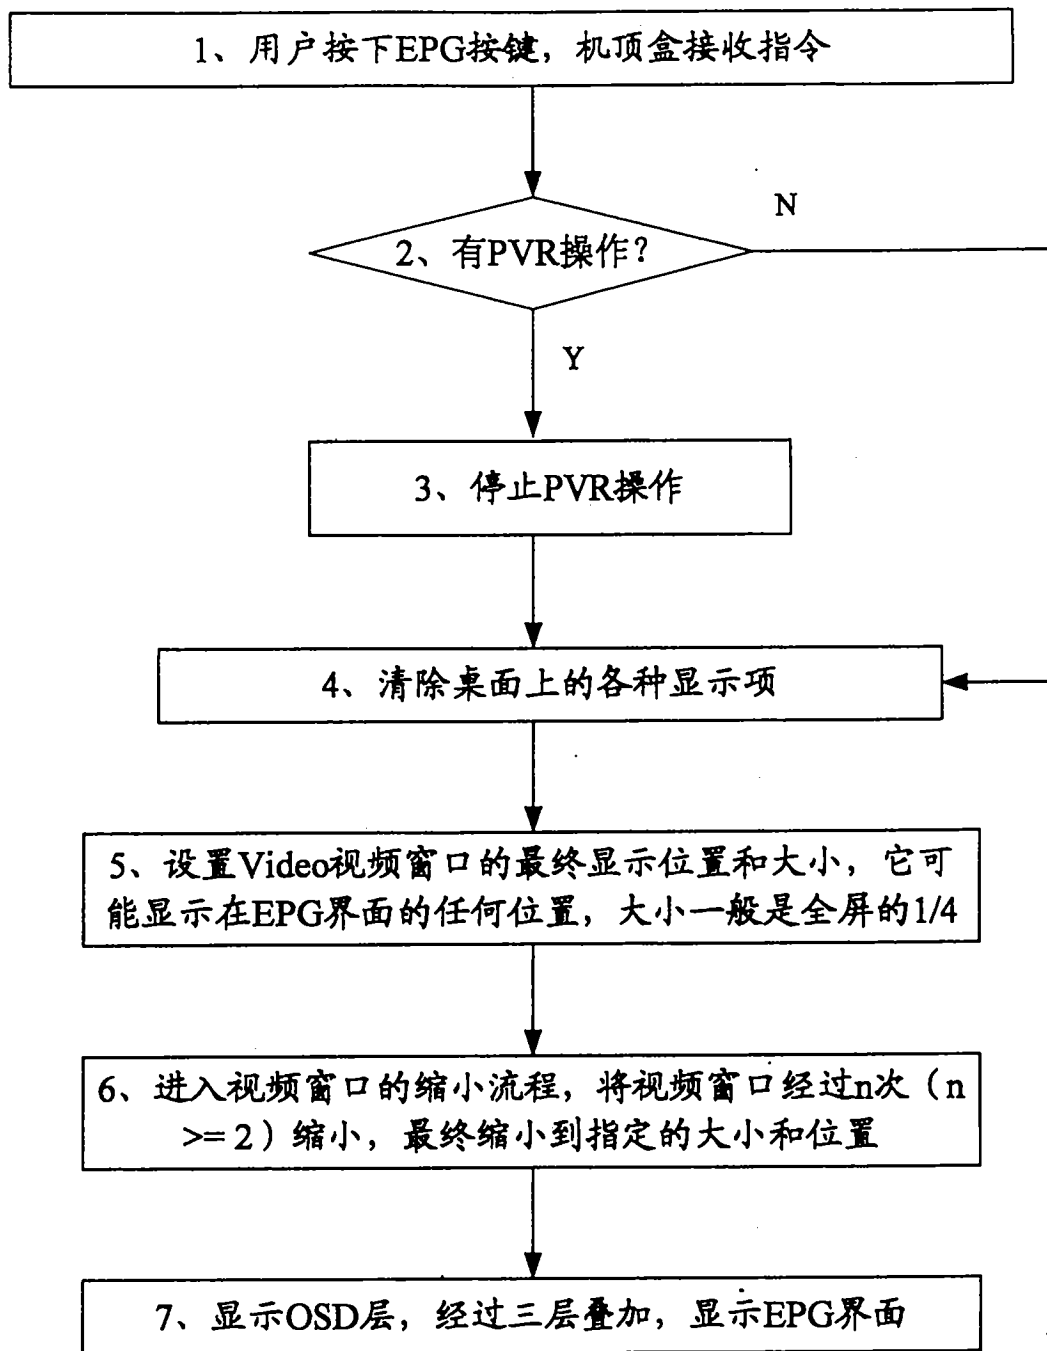 1、用户按下EPG按键，机顶盒接收指令
N
2、有PVR操作？
Y
3、停止PVR操作
4、清除桌面上的各种显示项
5、设置Video视频窗口的最终显示位置和大小，它可
能显示在EPG界面的任何位置，大小一般是全屏的1/4
6、进入视频窗口的缩小流程，将视频窗口经过n次（n
>= 2）缩小，最终缩小到指定的大小和位置
7、显示OSD层，经过三层叠加，显示EPG界面